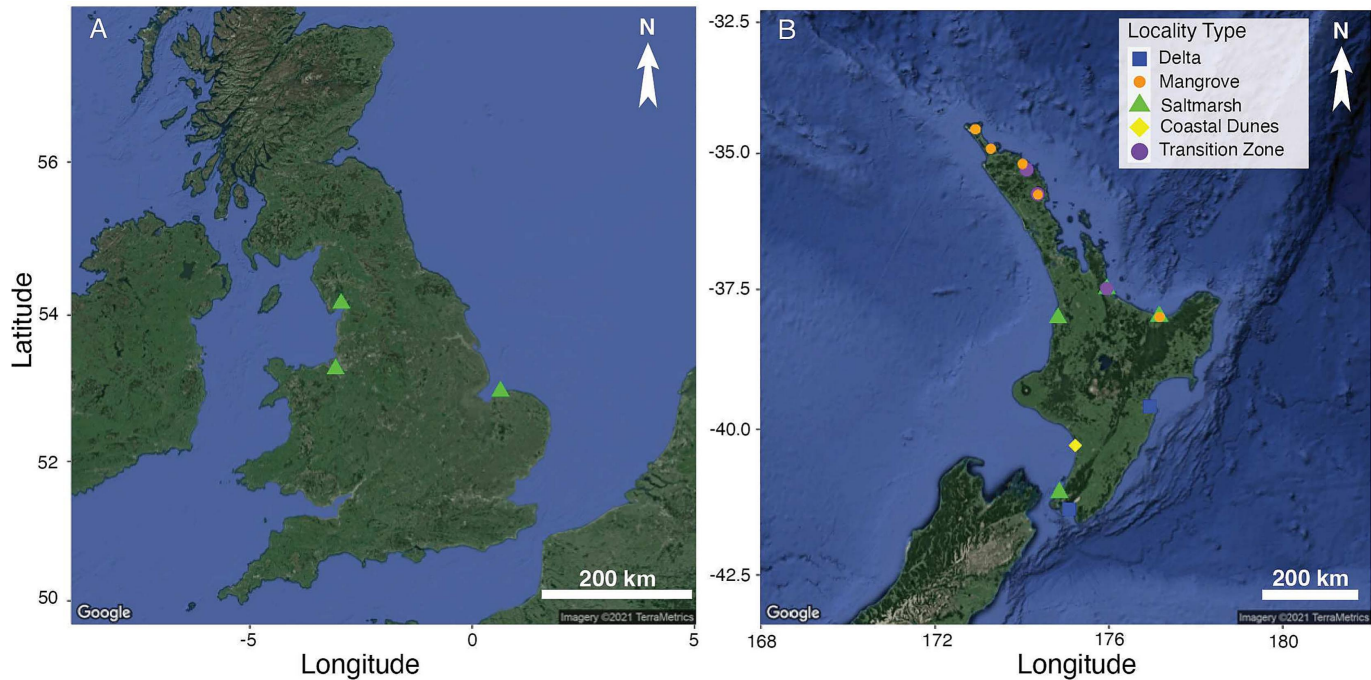 A
N
56
54
52
50
Latitude
-5
0
5
Longitude
200 km
Google
Imagery ©2021 TerraMetrics
B
N
Locality Type
Delta
Mangrove
Saltmarsh
Coastal Dunes
Transition Zone
-32.5
-35.0
-37.5
-40.0
-42.5
168
172
176
180
Longitude
200 km
Google
Imagery ©2021 TerraMetrics